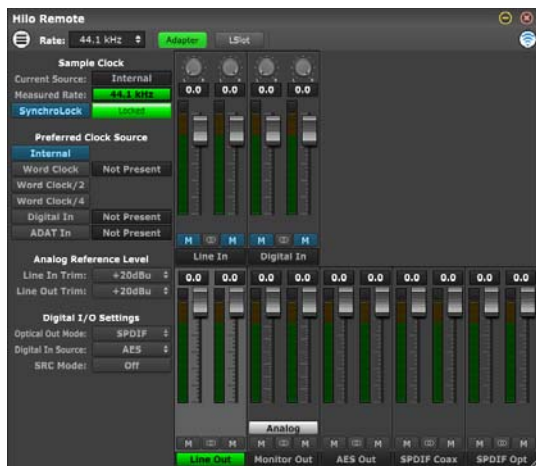 Hilo Remote
Rate: 44.1 kHz Adapter LSlot
Sample Clock
Current Source: Internal
Measured Rate: 44.1 kHz
SynchroLock Locked
Preferred Clock Source
Internal
Word Clock Not Present
Word Clock/2
Word Clock/4
Digital In Not Present
ADAT In Not Present
Analog Reference Level
Line In Trim: +20dBu
Line Out Trim: +20dBu
Digital I/O Settings
Optical Out Mode: SPDIF
Digital In Source: AES
SRC Mode: Off
0.0 0.0 0.0 0.0
M M M M
Line In Digital In
0.0 0.0 0.0 0.0 0.0 0.0 0.0 0.0 0.0 0.0
Analog
M M M M M M M M M M
Line Out Monitor Out AES Out SPDIF Coax SPDIF Opt